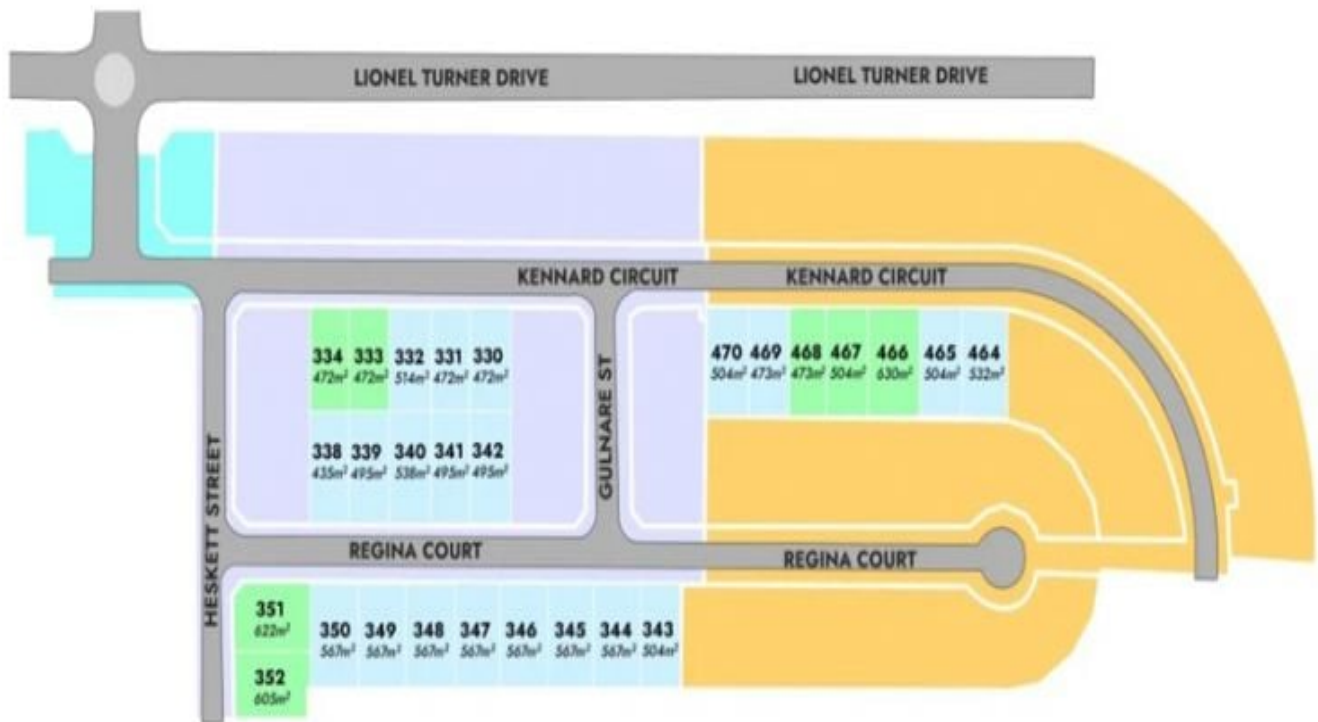 LIONEL TURNER DRIVE LIONEL TURNER DRIVE
KENNARD CIRCUIT KENNARD CIRCUIT
334 333 332 331 330
472m² 472m² 514m² 472m² 472m²
470 469 468 467 466 465 464
504m² 473m² 473m² 504m² 630m² 504m² 532m²
GULNARE ST
338 339 340 341 342
435m² 495m² 538m² 495m² 495m²
HESKETT STREET
REGINA COURT REGINA COURT
351
622m²
350 349 348 347 346 345 344 343
567m² 567m² 567m² 567m² 567m² 567m² 567m² 504m²
352
605m²